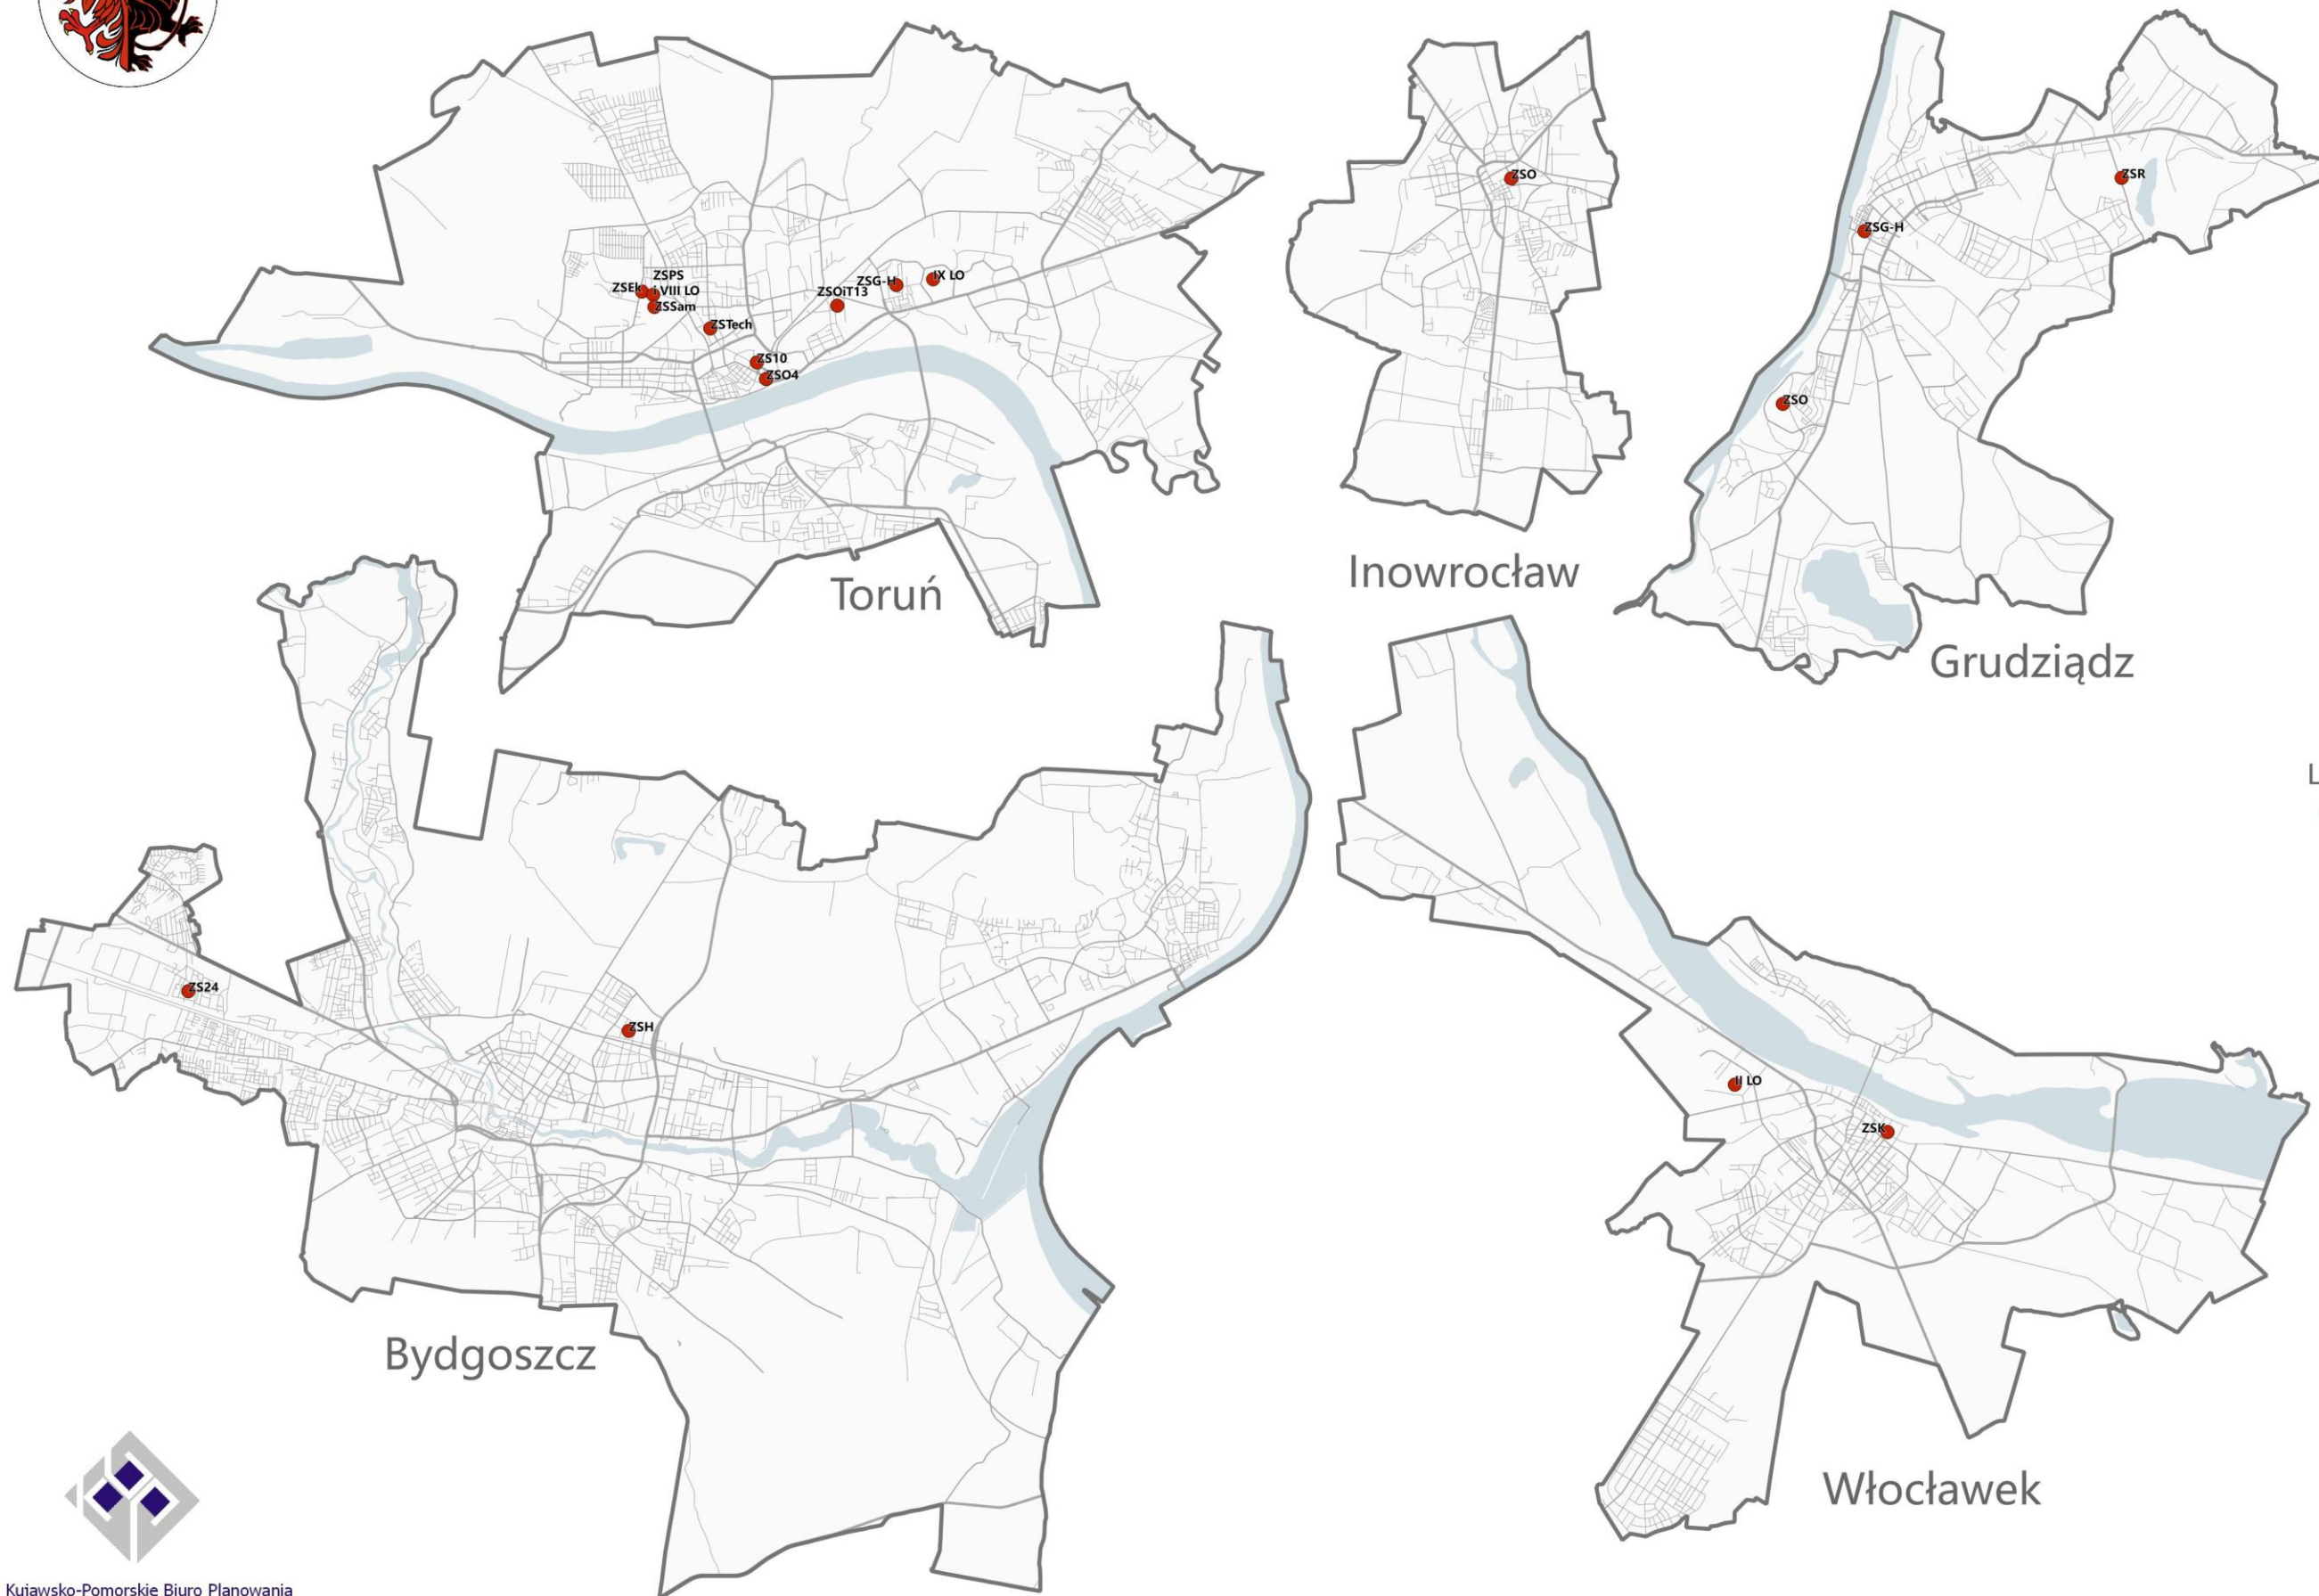 ZSPS
ZSEk
i VIII LO
ZSSam
ZSTech
ZS10
ZSO4
ZSOiT13
ZSG-H
IX LO
Toruń
ZSO
Inowrocław
ZSR
ZSG-H
ZSO
Grudziądz
L
ZS24
ZSH
Bydgoszcz
II LO
ZSK
Włocławek
Kujawsko-Pomorskie Biuro Planowania